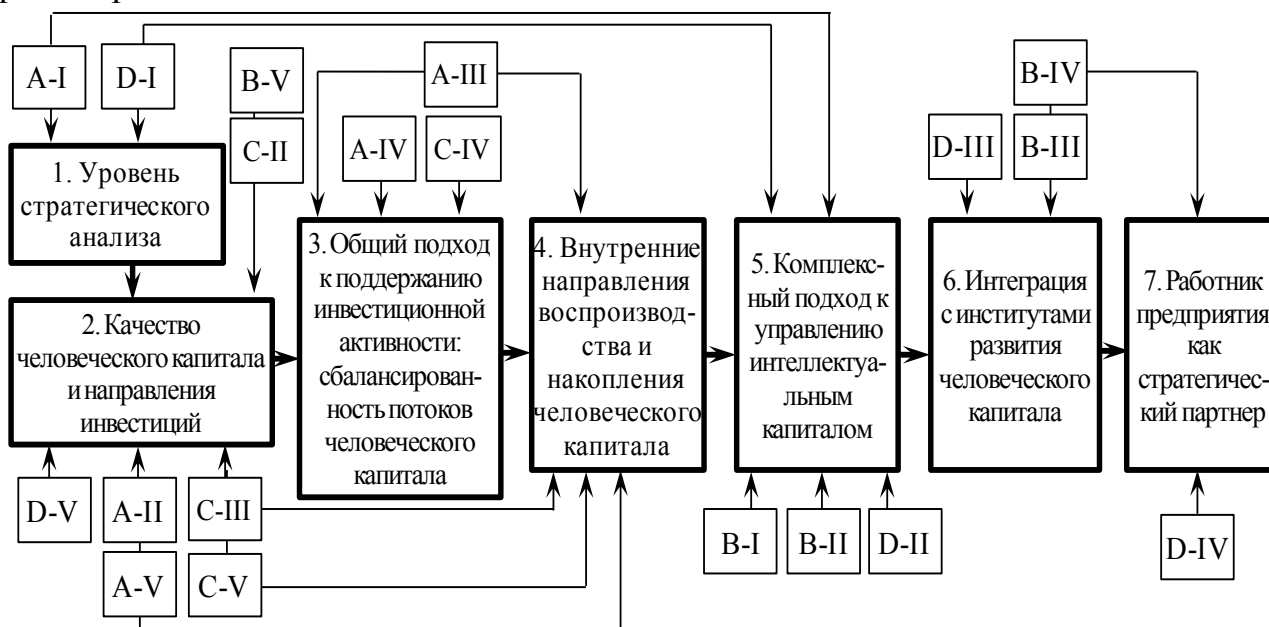 A-I
D-I
B-V
C-II
A-III
A-IV
C-IV
B-IV
D-III
B-III
1. Уровень
стратегического
анализа
2. Качество
человеческого капитала
и направления
инвестиций
3. Общий подход
к поддержанию
инвестиционной
активности:
сбалансирован-
ность потоков
человеческого
капитала
4. Внутренние
направления
воспроизвод-
ства и
накопления
человеческого
капитала
5. Комплекс-
ный подход к
управлению
интеллектуа-
льным
капиталом
6. Интеграция
с институтами
развития
человеческого
капитала
7. Работник
предприятия
как
стратегичес-
кий партнер
D-V
A-II
C-III
A-V
C-V
B-I
B-II
D-II
D-IV